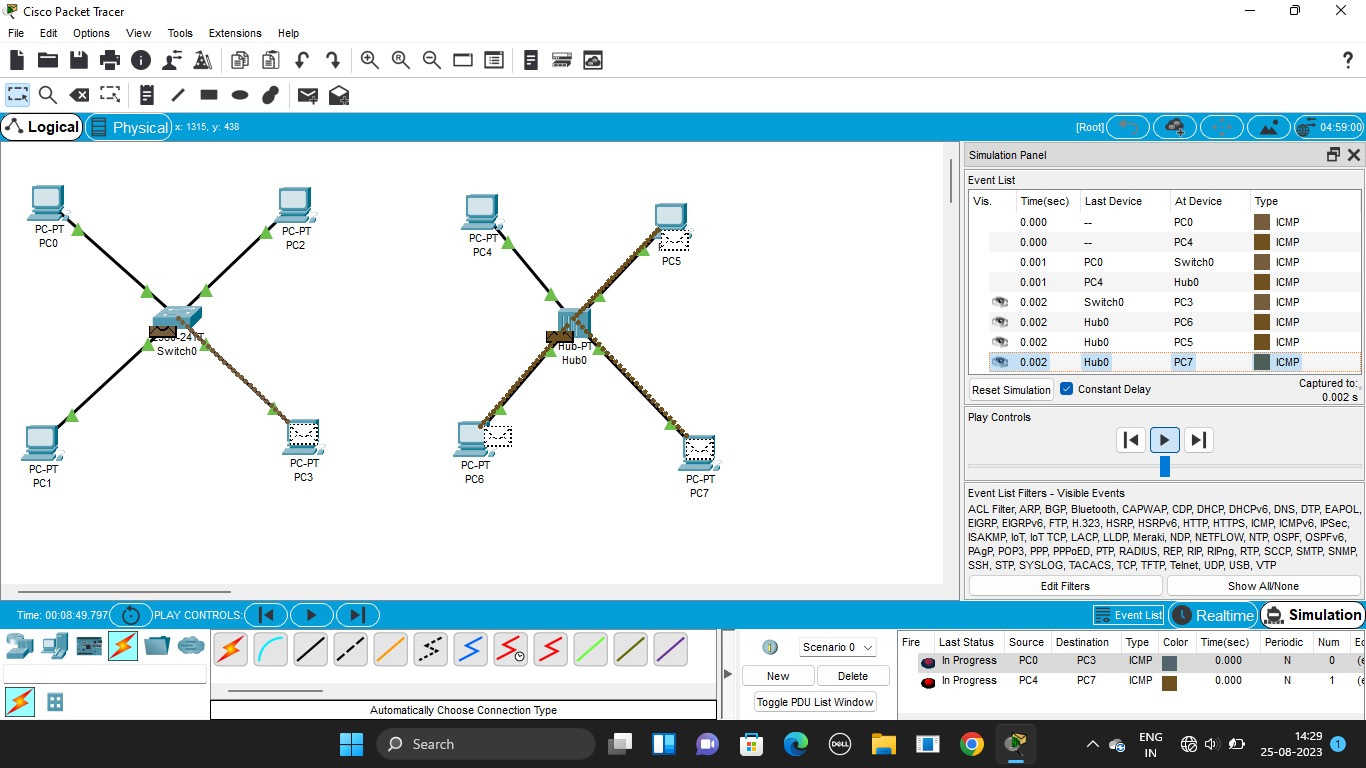 Cisco Packet Tracer
File Edit Options View Tools Extensions Help
?
Logical Physical x: 1315, y: 438 [Root] 04:59:00
PC-PT
PC0
PC-PT
PC2
PC-PT
PC4
PC5
Switch0
Hub-PT
Hub0
PC-PT
PC1
PC-PT
PC3
PC-PT
PC6
PC-PT
PC7
Simulation Panel
Event List
Vis. Time(sec) Last Device At Device Type
0.000 -- PC0 ICMP
0.000 -- PC4 ICMP
0.001 PC0 Switch0 ICMP
0.001 PC4 Hub0 ICMP
0.002 Switch0 PC3 ICMP
0.002 Hub0 PC6 ICMP
0.002 Hub0 PC5 ICMP
0.002 Hub0 PC7 ICMP
Reset Simulation Constant Delay Captured to:
0.002 s
Play Controls
Event List Filters - Visible Events
ACL Filter, ARP, BGP, Bluetooth, CAPWAP, CDP, DHCP, DHCPv6, DNS, DTP, EAPOL,
EIGRP, EIGRPv6, FTP, H.323, HSRP, HSRPv6, HTTP, HTTPS, ICMP, ICMPv6, IPSec,
ISAKMP, IoT, IoT TCP, LACP, LLDP, Meraki, NDP, NETFLOW, NTP, OSPF, OSPFv6,
PAgP, POP3, PPP, PPPoED, PTP, RADIUS, REP, RIP, RIPng, RTP, SCCP, SMTP, SNMP,
SSH, STP, SYSLOG, TACACS, TCP, TFTP, Telnet, UDP, USB, VTP
Edit Filters Show All/None
Time: 00:08:49.797 PLAY CONTROLS: Event List Realtime Simulation
Scenario 0
New Delete
Toggle PDU List Window
Automatically Choose Connection Type
Fire Last Status Source Destination Type Color Time(sec) Periodic Num Ec
In Progress PC0 PC3 ICMP 0.000 N 0 (e
In Progress PC4 PC7 ICMP 0.000 N 1 (e
Search
DELL
ENG
IN
14:29
25-08-2023
1